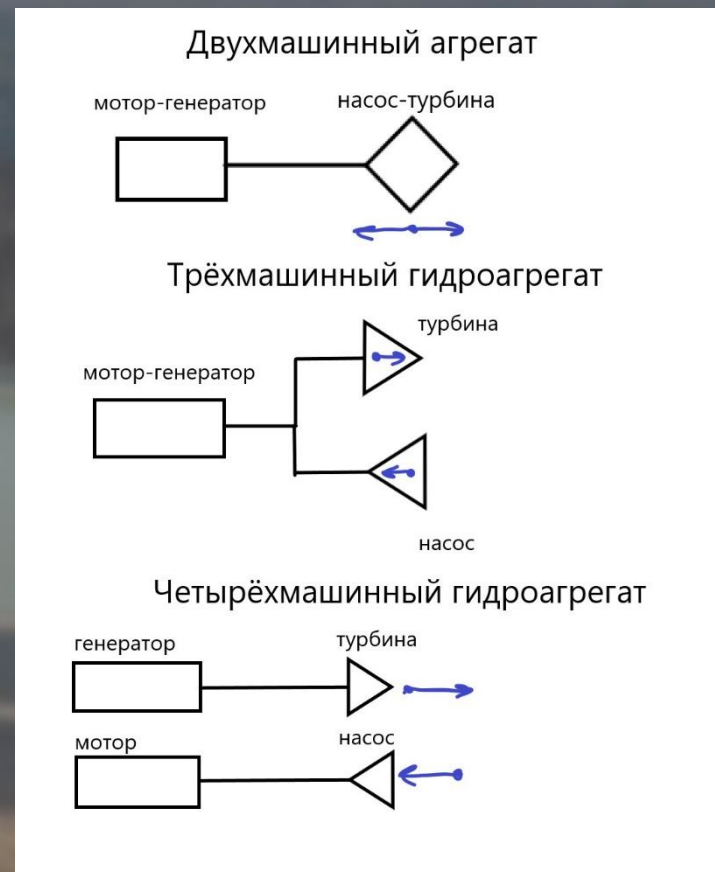 Двухмашинный агрегат
мотор-генератор
насос-турбина
Трёхмашинный гидроагрегат
турбина
мотор-генератор
насос
Четырёхмашинный гидроагрегат
генератор
турбина
мотор
насос